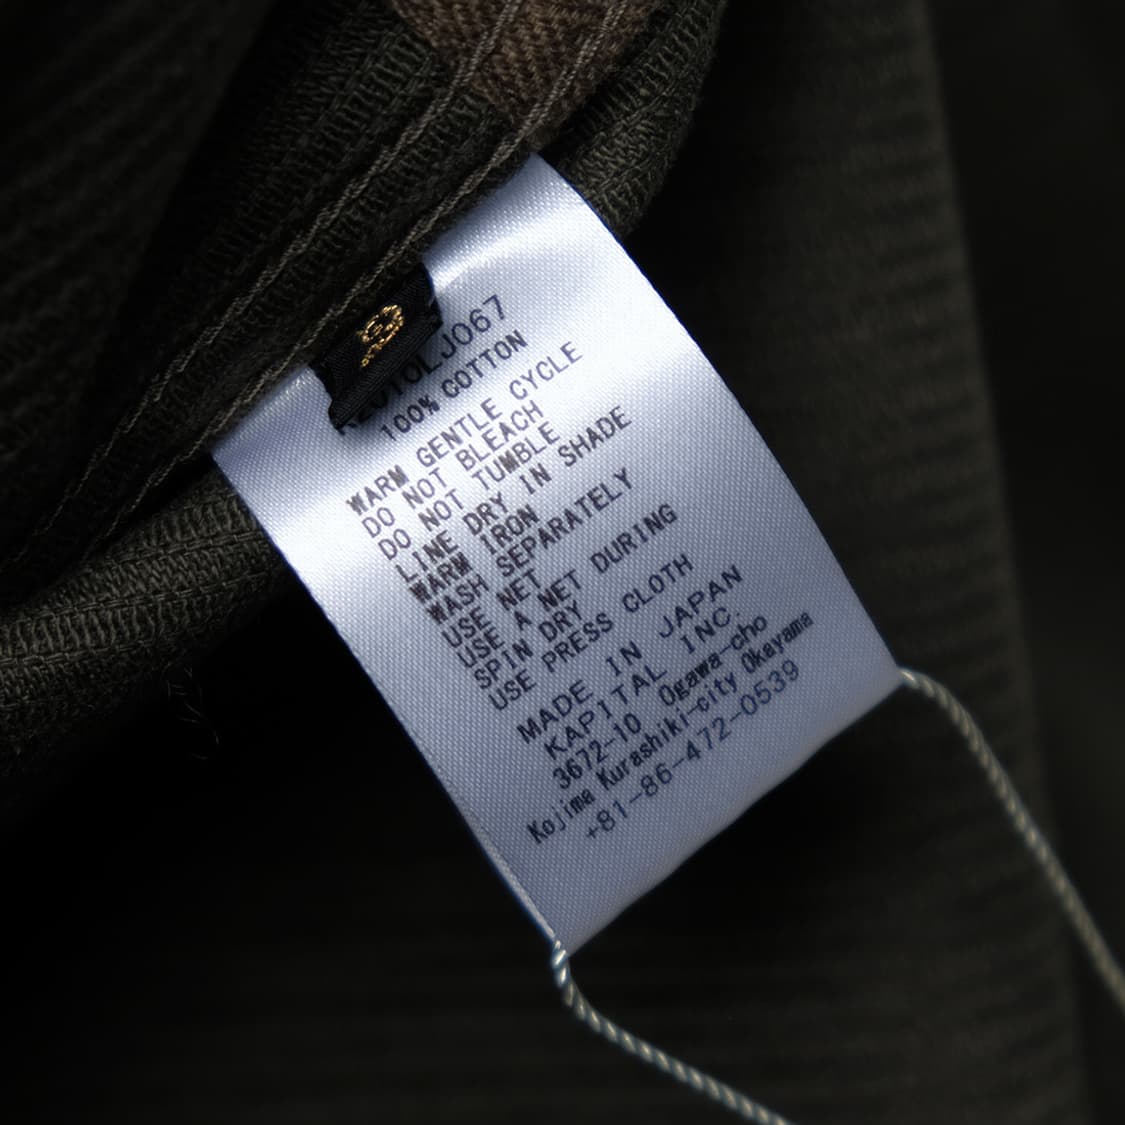 100% COTTON
WARM GENTLE CYCLE
DO NOT BLEACH
DO NOT TUMBLE
LINE DRY IN SHADE
WARM IRON
WASH SEPARATELY
USE NET
USE A NET DURING
SPIN DRY
USE PRESS CLOTH
MADE IN JAPAN
KAPITAL INC.
3672-10 Ogawa-cho
Kojima Kurashiki-city Okayama
+81-86-472-0539